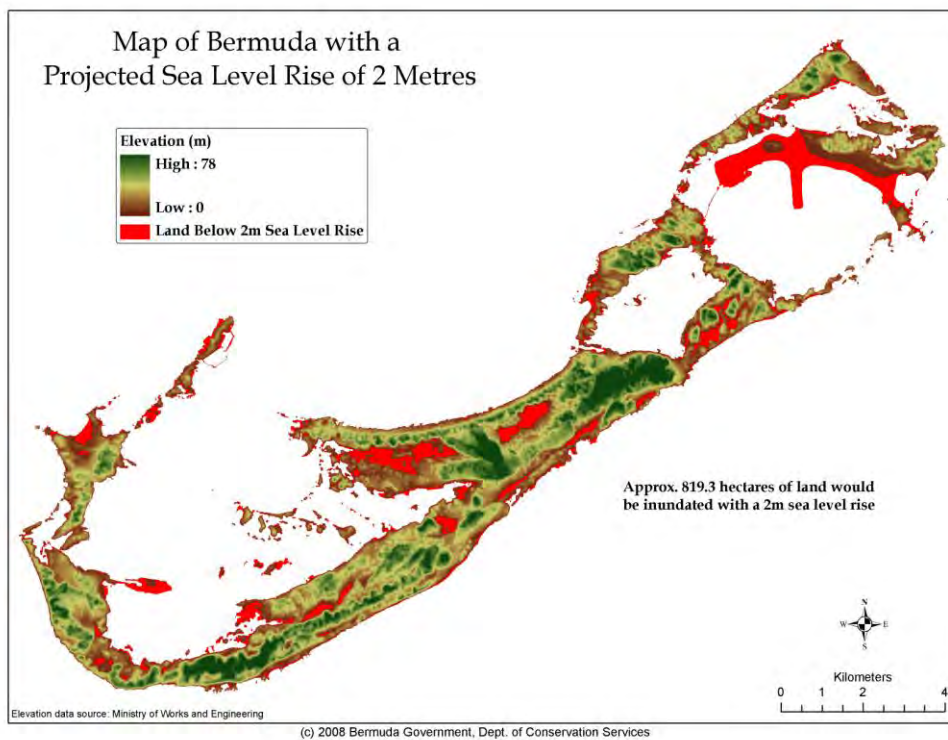 Map of Bermuda with a
Projected Sea Level Rise of 2 Metres
Elevation (m)
High : 78
Low : 0
Land Below 2m Sea Level Rise
Approx. 819.3 hectares of land would
be inundated with a 2m sea level rise
N
W E
S
Kilometers
0 1 2 4
Elevation data source: Ministry of Works and Engineering
(c) 2008 Bermuda Government, Dept. of Conservation Services